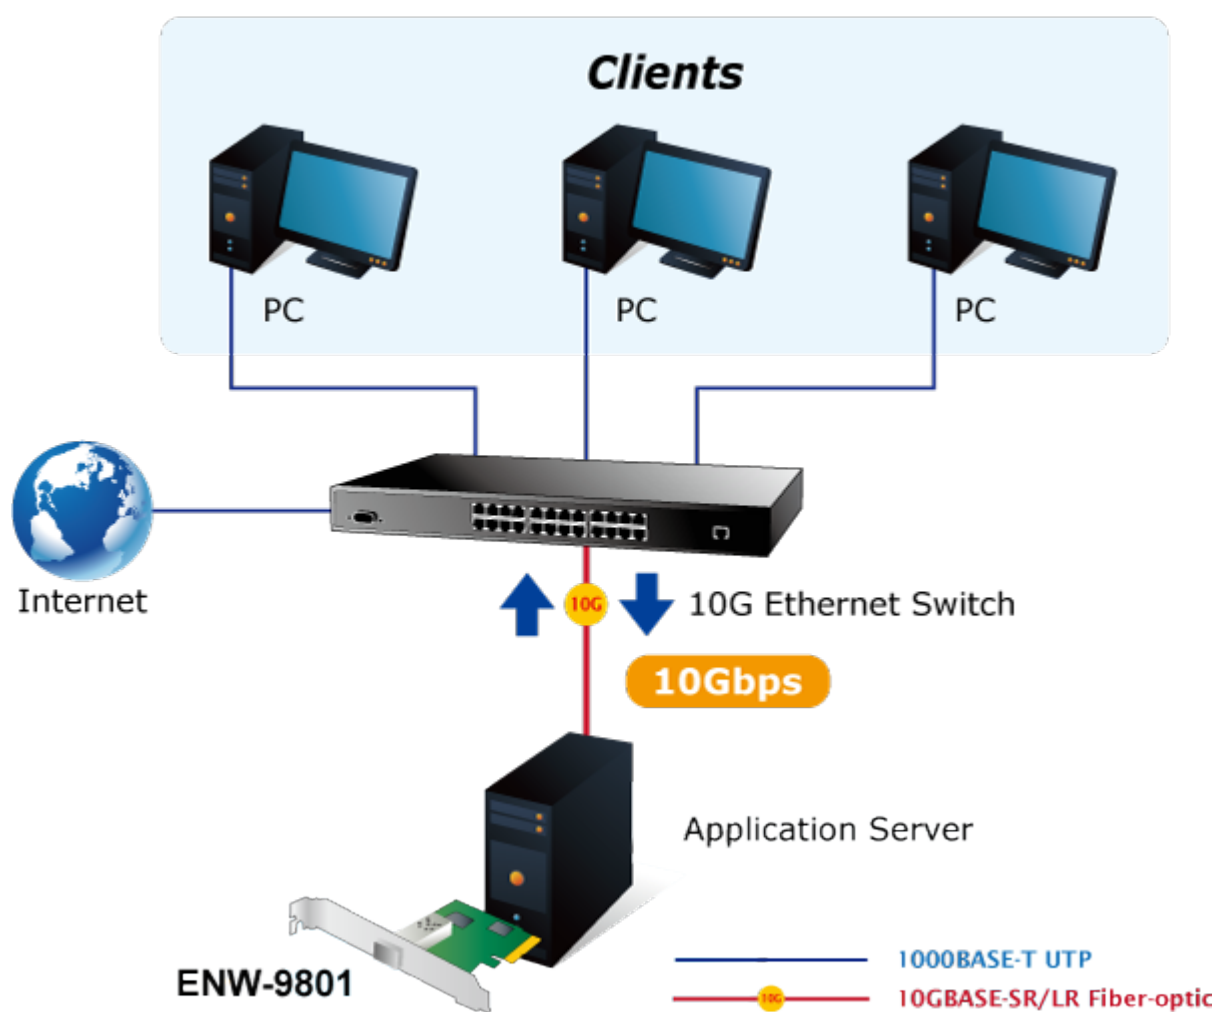 Clients
PC
PC
PC
Internet
10G
10G Ethernet Switch
10Gbps
Application Server
ENW-9801
1000BASE-T UTP
10G
10GBASE-SR/LR Fiber-optic